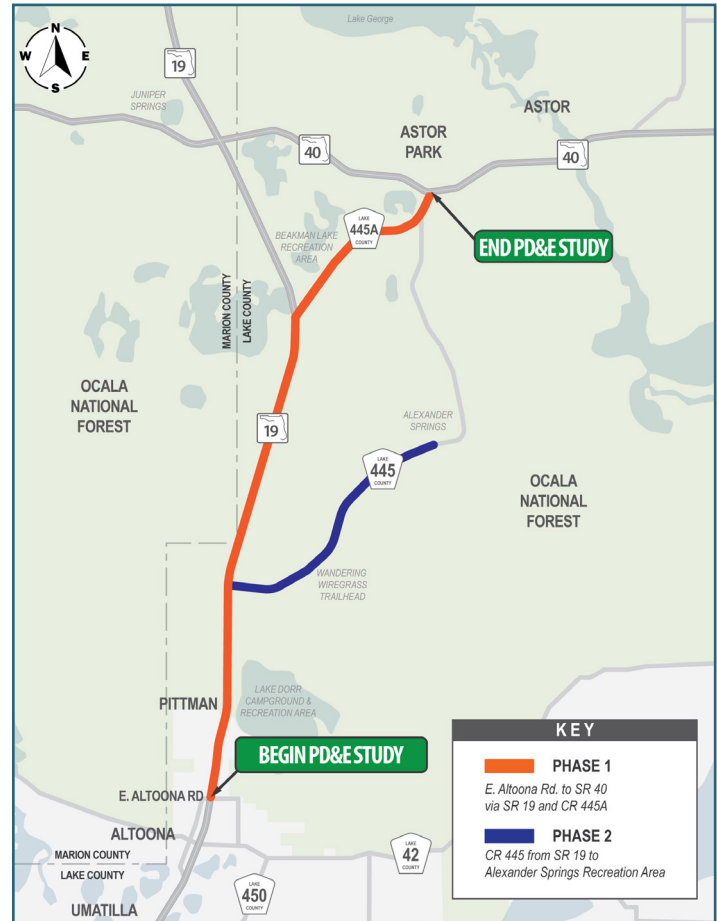 N
W
E
S
Lake George
19
JUNIPER
SPRINGS
ASTOR
ASTOR
PARK
40
40
LAKE
445A
COUNTY
BEAKMAN LAKE
RECREATION
AREA
END PD&E STUDY
MARION COUNTY
LAKE COUNTY
OCALA
NATIONAL
FOREST
19
ALEXANDER
SPRINGS
LAKE
445
COUNTY
OCALA
NATIONAL
FOREST
WANDERING
WIREGRASS
TRAILHEAD
PITTMAN
LAKE DORR
CAMPGROUND &
RECREATION AREA
BEGIN PD&E STUDY
E. ALTOONA RD
ALTOONA
MARION COUNTY
LAKE COUNTY
LAKE
42
COUNTY
LAKE
450
COUNTY
UMATILLA
KEY
PHASE 1
E. Altoona Rd. to SR 40
via SR 19 and CR 445A
PHASE 2
CR 445 from SR 19 to
Alexander Springs Recreation Area